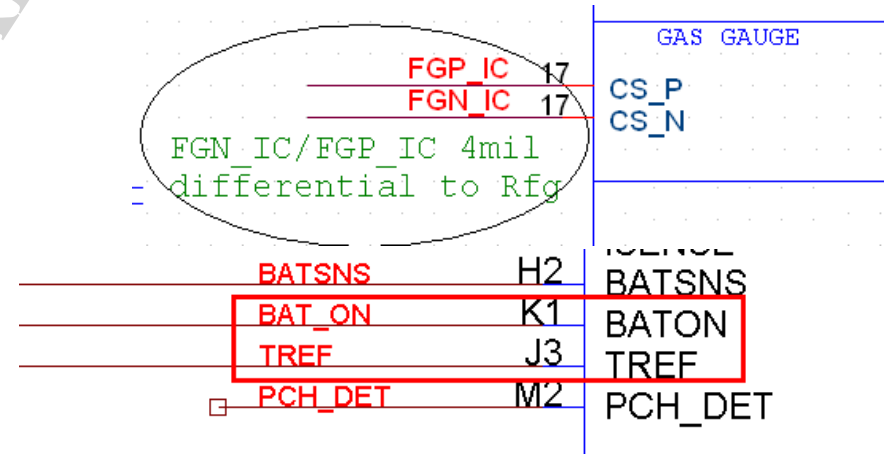 GAS GAUGE
FGP_IC 17 CS_P
FGN_IC 17 CS_N
FGN_IC/FGP_IC 4mil
differential to Rfg
BATSNS H2 BATSNS
BAT_ON K1 BATON
TREF J3 TREF
PCH_DET M2 PCH_DET